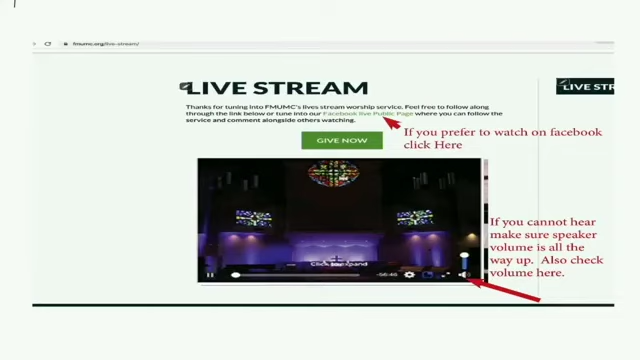 fmumc.org/live-stream/
LIVE STREAM
LIVE STR
Thanks for tuning into FMUMC's lives stream worship service. Feel free to follow along
through the link below or tune into our Facebook live Public Page where you can follow the
service and comment alongside others watching.
GIVE NOW
If you prefer to watch on facebook
click Here
If you cannot hear
make sure speaker
volume is all the
way up. Also check
volume here.
Click to expand
-56:46